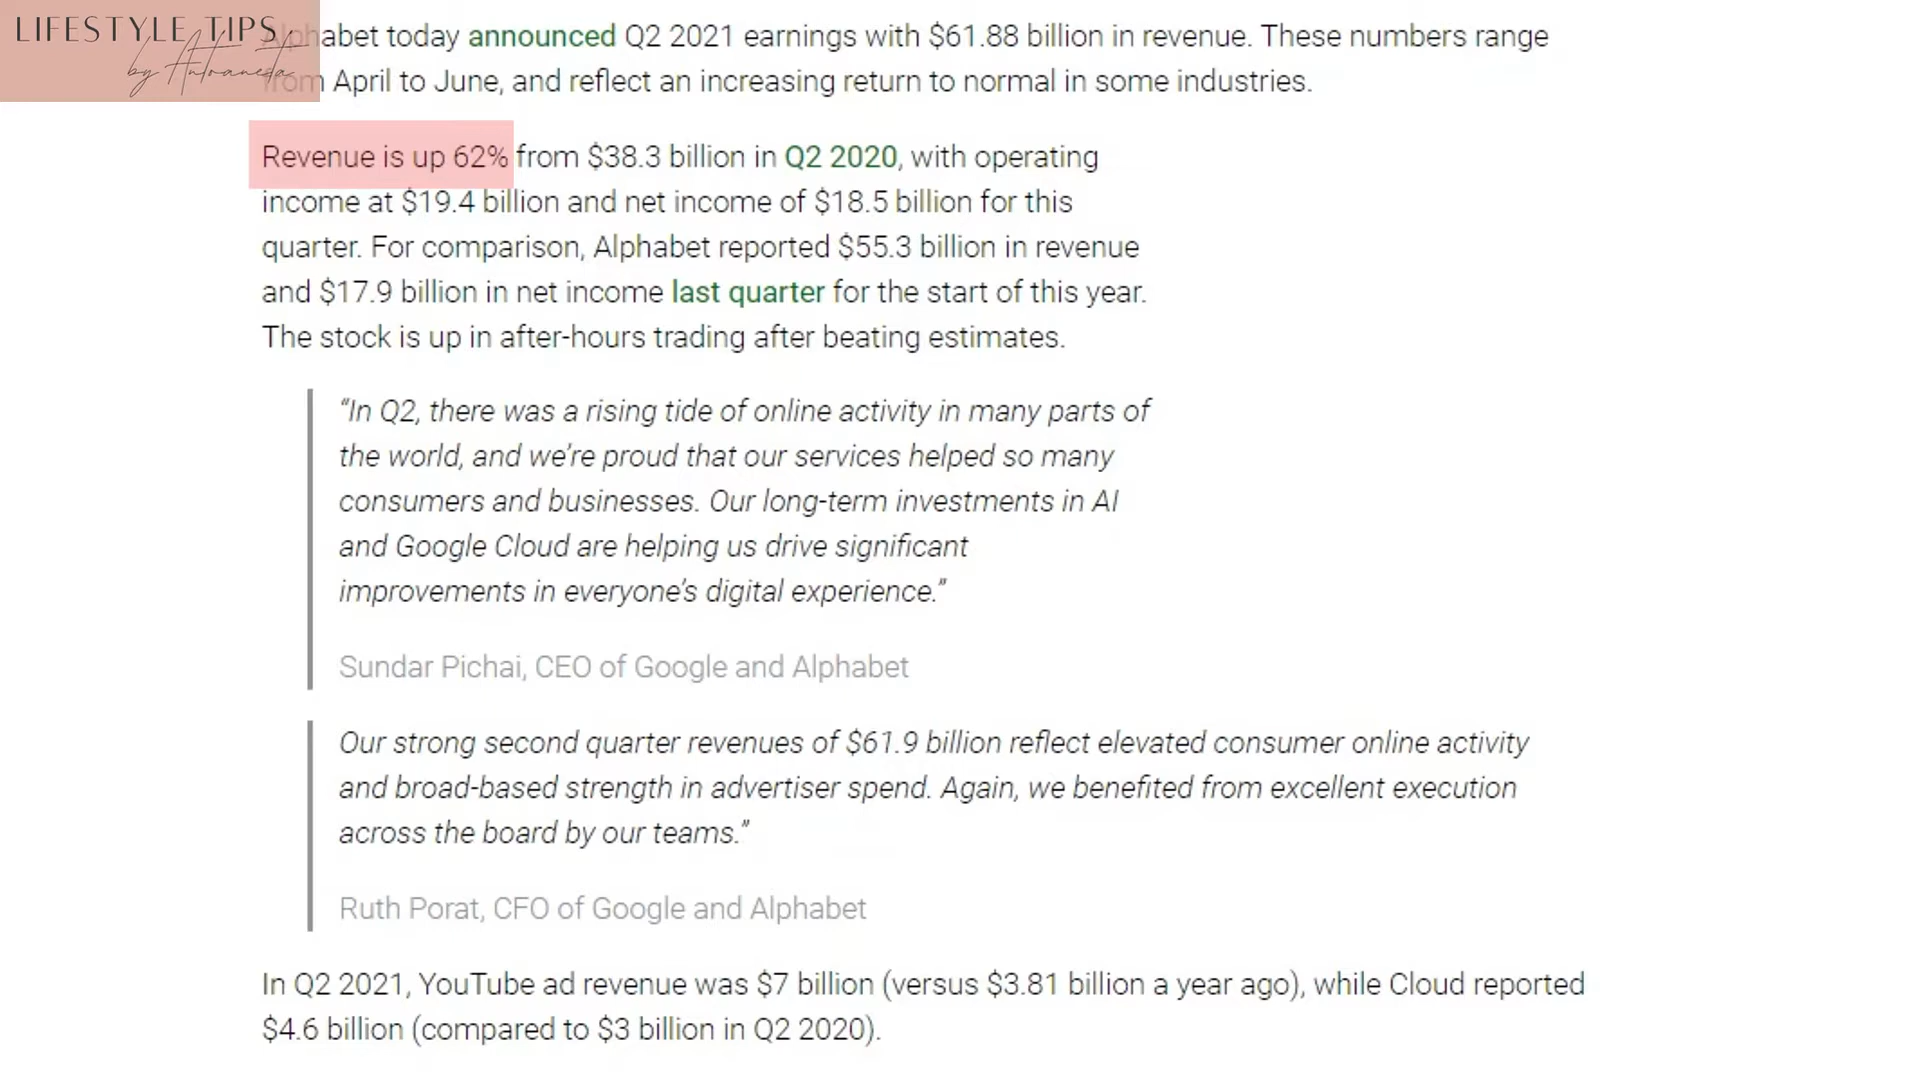 LIFESTYLE TIPS
by Antoaneta
Alphabet today announced Q2 2021 earnings with $61.88 billion in revenue. These numbers range
from April to June, and reflect an increasing return to normal in some industries.
Revenue is up 62% from $38.3 billion in Q2 2020, with operating
income at $19.4 billion and net income of $18.5 billion for this
quarter. For comparison, Alphabet reported $55.3 billion in revenue
and $17.9 billion in net income last quarter for the start of this year.
The stock is up in after-hours trading after beating estimates.
“In Q2, there was a rising tide of online activity in many parts of
the world, and we’re proud that our services helped so many
consumers and businesses. Our long-term investments in AI
and Google Cloud are helping us drive significant
improvements in everyone’s digital experience.”
Sundar Pichai, CEO of Google and Alphabet
Our strong second quarter revenues of $61.9 billion reflect elevated consumer online activity
and broad-based strength in advertiser spend. Again, we benefited from excellent execution
across the board by our teams.”
Ruth Porat, CFO of Google and Alphabet
In Q2 2021, YouTube ad revenue was $7 billion (versus $3.81 billion a year ago), while Cloud reported
$4.6 billion (compared to $3 billion in Q2 2020).